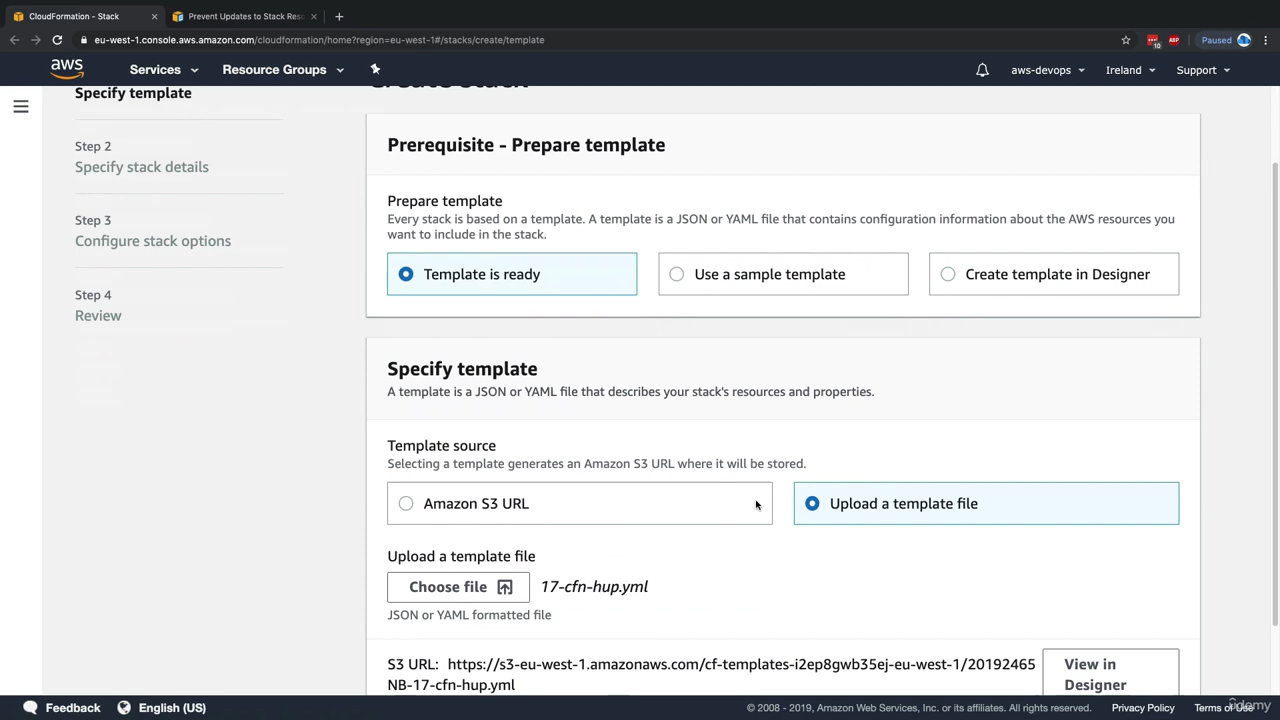 CloudFormation - Stack
Prevent Updates to Stack Reso
eu-west-1.console.aws.amazon.com/cloudformation/home?region=eu-west-1#/stacks/create/template
10
ABP
Paused
aws
Services
Resource Groups
aws-devops
Ireland
Support
Specify template
Step 2
Specify stack details
Step 3
Configure stack options
Step 4
Review
Create stack
Prerequisite - Prepare template
Prepare template
Every stack is based on a template. A template is a JSON or YAML file that contains configuration information about the AWS resources you
want to include in the stack.
Template is ready
Use a sample template
Create template in Designer
Specify template
A template is a JSON or YAML file that describes your stack's resources and properties.
Template source
Selecting a template generates an Amazon S3 URL where it will be stored.
Amazon S3 URL
Upload a template file
Upload a template file
Choose file
17-cfn-hup.yml
JSON or YAML formatted file
S3 URL: https://s3-eu-west-1.amazonaws.com/cf-templates-i2ep8gwb35ej-eu-west-1/20192465
NB-17-cfn-hup.yml
View in
Designer
Feedback
English (US)
© 2008 - 2019, Amazon Web Services, Inc. or its affiliates. All rights reserved.
Privacy Policy
Terms of Use
udemy